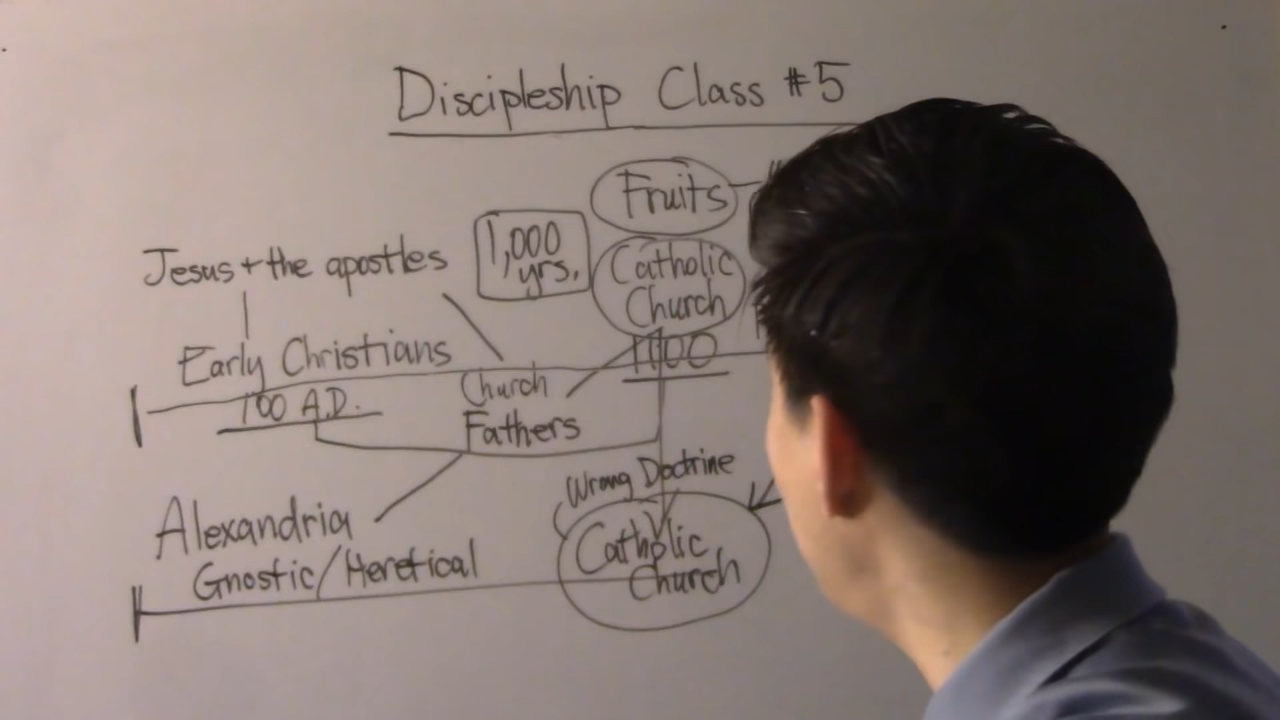 Discipleship Class #5
Fruits
1,000
yrs.
Catholic
Church
Jesus + the apostles
Early Christians
1100
100 A.D.
Church
Fathers
Wrong Doctrine
Alexandria
Gnostic/Heretical
Catholic
Church